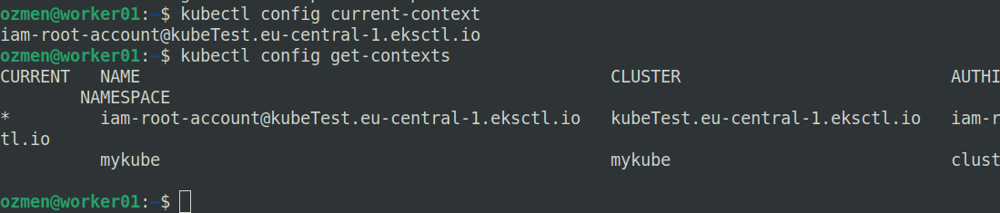 ozmen@worker01:~$ kubectl config current-context
iam-root-account@kubeTest.eu-central-1.eksctl.io
ozmen@worker01:~$ kubectl config get-contexts
CURRENT   NAME                                               CLUSTER                           AUTHI
        NAMESPACE
*         iam-root-account@kubeTest.eu-central-1.eksctl.io   kubeTest.eu-central-1.eksctl.io   iam-r
tl.io
          mykube                                             mykube                            clust
ozmen@worker01:~$